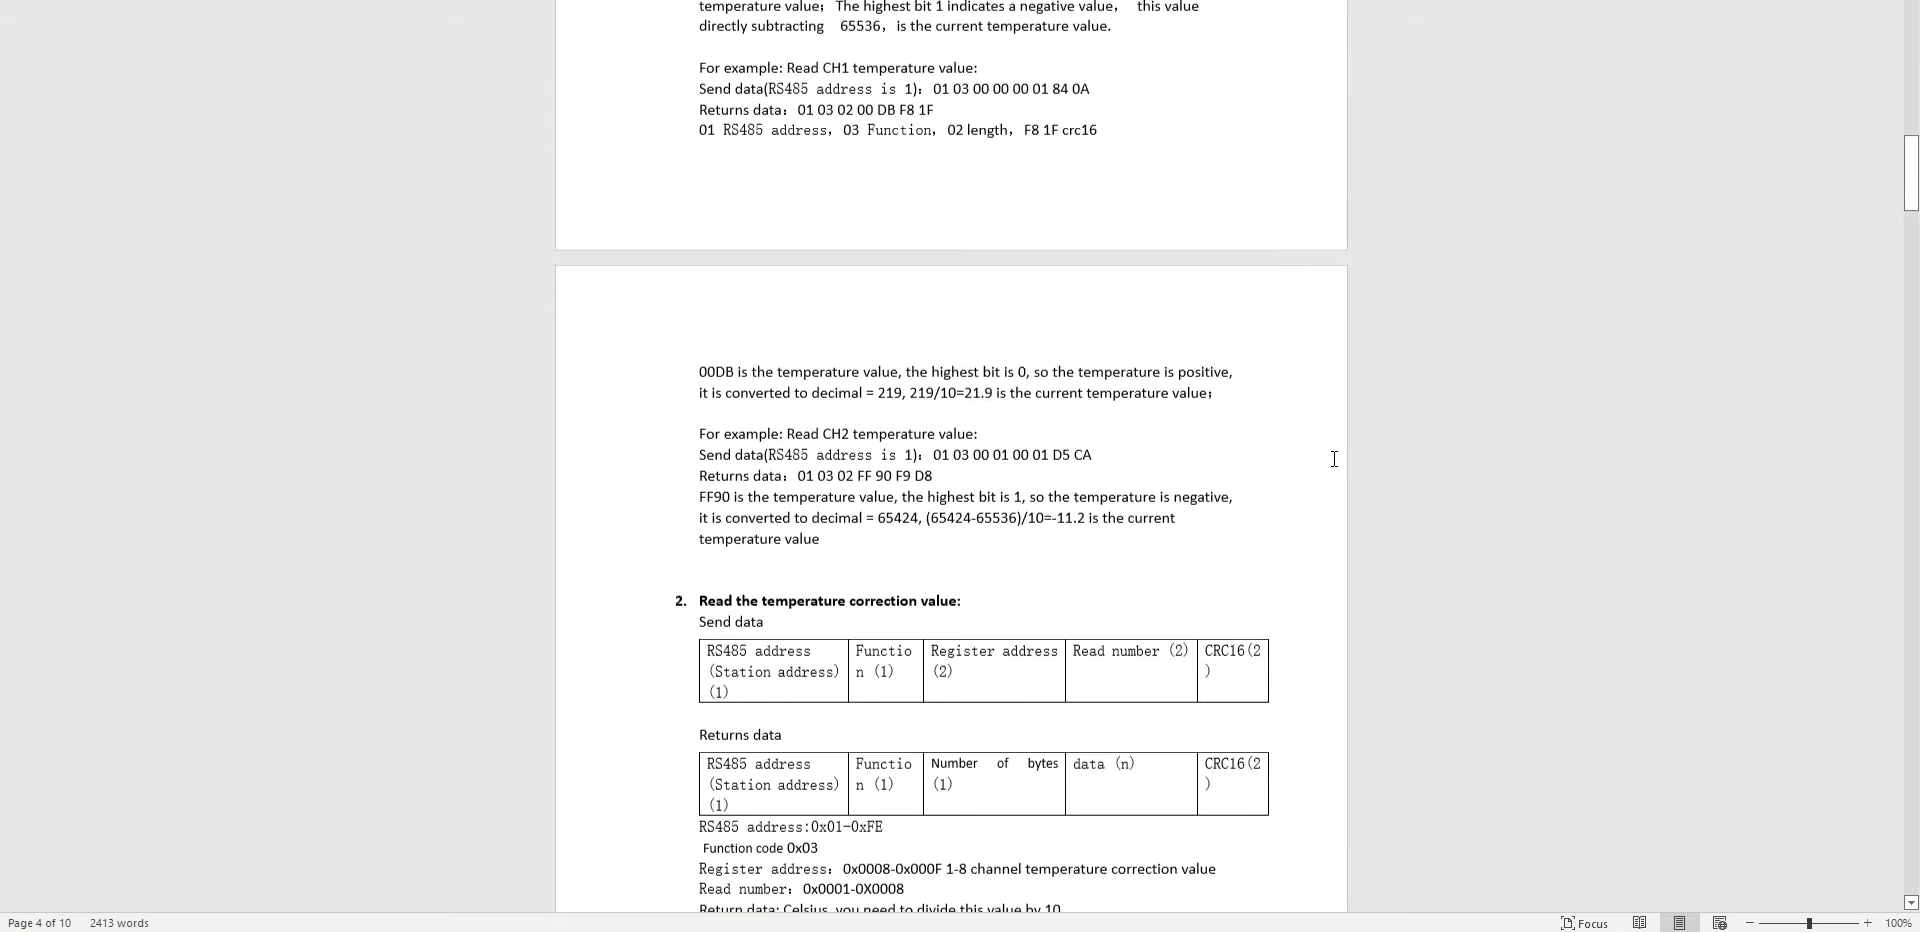 temperature value；The highest bit 1 indicates a negative value， this value
directly subtracting 65536，is the current temperature value.
For example: Read CH1 temperature value:
Send data(RS485 address is 1)：01 03 00 00 00 01 84 0A
Returns data：01 03 02 00 DB F8 1F
01 RS485 address，03 Function，02 length，F8 1F crc16
00DB is the temperature value, the highest bit is 0, so the temperature is positive,
it is converted to decimal = 219, 219/10=21.9 is the current temperature value；
For example: Read CH2 temperature value:
Send data(RS485 address is 1)：01 03 00 01 00 01 D5 CA
Returns data：01 03 02 FF 90 F9 D8
FF90 is the temperature value, the highest bit is 1, so the temperature is negative,
it is converted to decimal = 65424, (65424-65536)/10=-11.2 is the current
temperature value
2. Read the temperature correction value:
Send data
RS485 address Functio Register address Read number (2) CRC16(2
(Station address) n (1) (2) )
(1)
Returns data
RS485 address Functio Number of bytes data (n) CRC16(2
(Station address) n (1) (1) )
(1)
RS485 address:0x01-0xFE
Function code 0x03
Register address：0x0008-0x000F 1-8 channel temperature correction value
Read number：0x0001-0X0008
Return data: Celsius, you need to divide this value by 10
Page 4 of 10 2413 words Focus 100%